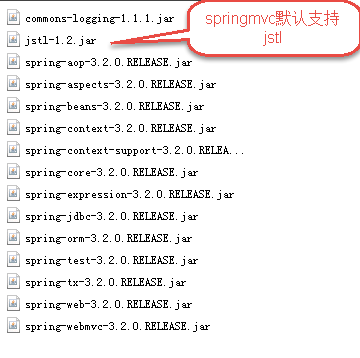 commons-logging-1.1.1.jar
springmvc默认支持
jstl
jstl-1.2.jar
spring-aop-3.2.0.RELEASE.jar
spring-aspects-3.2.0.RELEASE.jar
spring-beans-3.2.0.RELEASE.jar
spring-context-3.2.0.RELEASE.jar
spring-context-support-3.2.0.RELEA...
spring-core-3.2.0.RELEASE.jar
spring-expression-3.2.0.RELEASE.jar
spring-jdbc-3.2.0.RELEASE.jar
spring-orm-3.2.0.RELEASE.jar
spring-test-3.2.0.RELEASE.jar
spring-tx-3.2.0.RELEASE.jar
spring-web-3.2.0.RELEASE.jar
spring-webmvc-3.2.0.RELEASE.jar